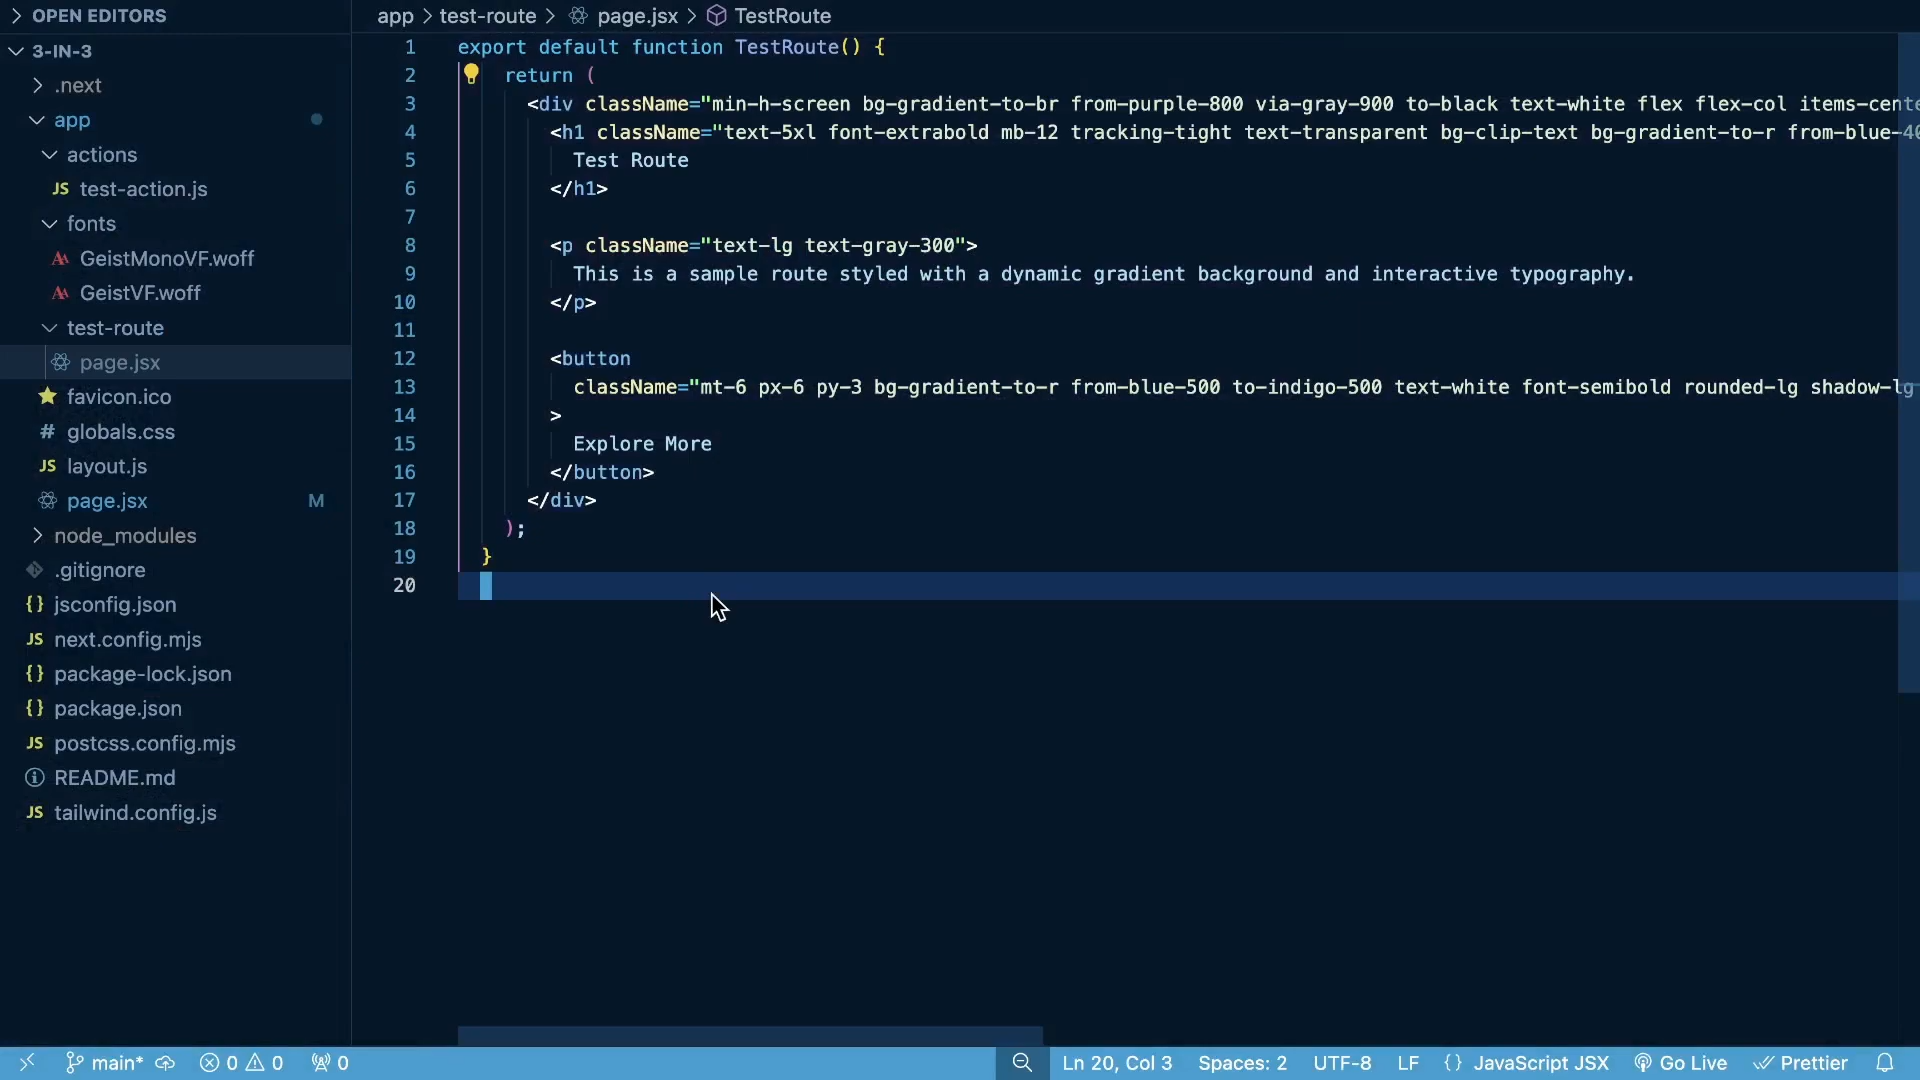 OPEN EDITORS
3-IN-3
.next
app
actions
JS test-action.js
fonts
GeistMonoVF.woff
GeistVF.woff
test-route
page.jsx
favicon.ico
# globals.css
JS layout.js
page.jsx M
node_modules
.gitignore
{} jsconfig.json
JS next.config.mjs
{} package-lock.json
{} package.json
JS postcss.config.mjs
README.md
JS tailwind.config.js
app > test-route > page.jsx > TestRoute
1 export default function TestRoute() {
2 return (
3 <div className="min-h-screen bg-gradient-to-br from-purple-800 via-gray-900 to-black text-white flex flex-col items-cente
4 <h1 className="text-5xl font-extrabold mb-12 tracking-tight text-transparent bg-clip-text bg-gradient-to-r from-blue-40
5 Test Route
6 </h1>
7
8 <p className="text-lg text-gray-300">
9 This is a sample route styled with a dynamic gradient background and interactive typography.
10 </p>
11
12 <button
13 className="mt-6 px-6 py-3 bg-gradient-to-r from-blue-500 to-indigo-500 text-white font-semibold rounded-lg shadow-lg
14 >
15 Explore More
16 </button>
17 </div>
18 );
19 }
20
main* 0 0 0 Ln 20, Col 3 Spaces: 2 UTF-8 LF {} JavaScript JSX Go Live Prettier